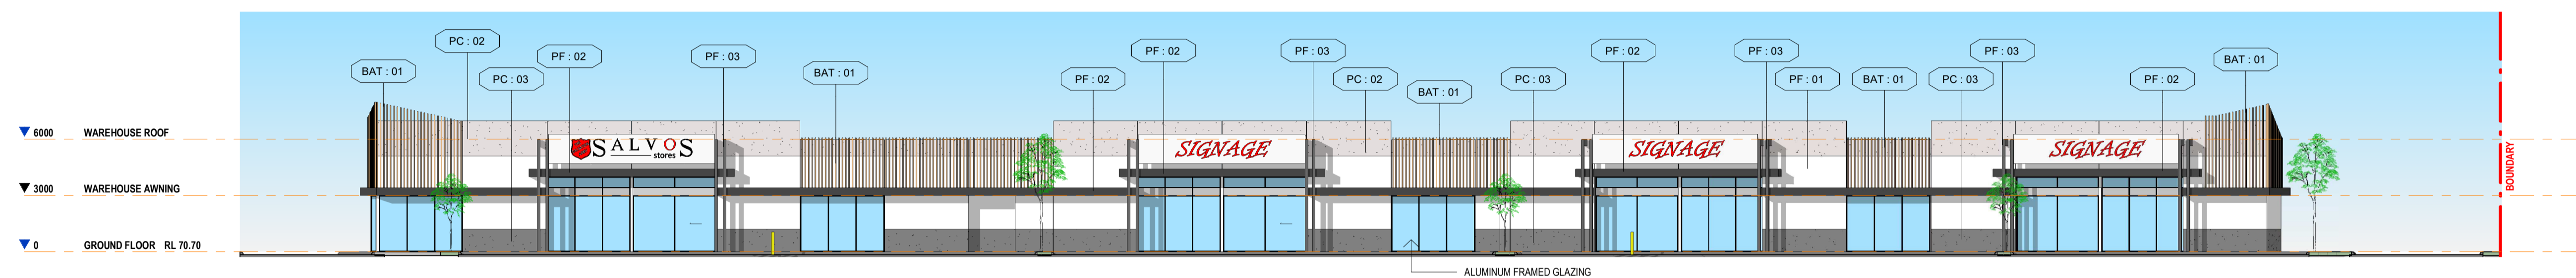 PC : 02
PF : 02
PF : 03
PF : 02
PF : 03
PF : 02
PF : 03
PF : 03
BAT : 01
BAT : 01
PC : 03
BAT : 01
PF : 02
PC : 02
BAT : 01
PC : 03
PF : 01
BAT : 01
PC : 03
PF : 02
6000 WAREHOUSE ROOF
SALVOS
stores
SIGNAGE
SIGNAGE
SIGNAGE
BOUNDARY
3000 WAREHOUSE AWNING
0 GROUND FLOOR RL 70.70
ALUMINUM FRAMED GLAZING